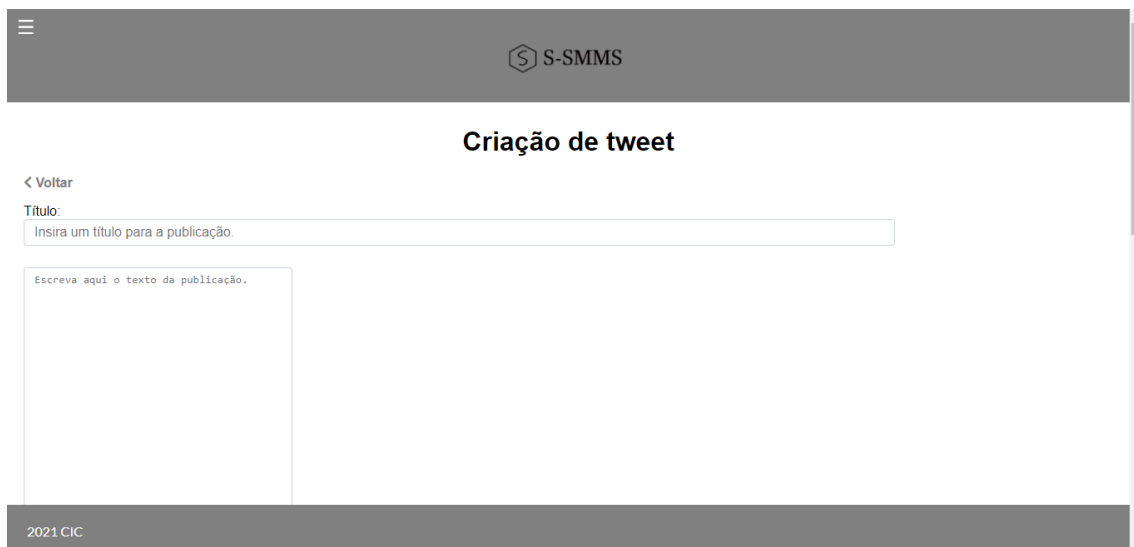 S-SMMS
Criação de tweet
Voltar
Título:
Insira um título para a publicação.
Escreva aqui o texto da publicação.
2021 CIC